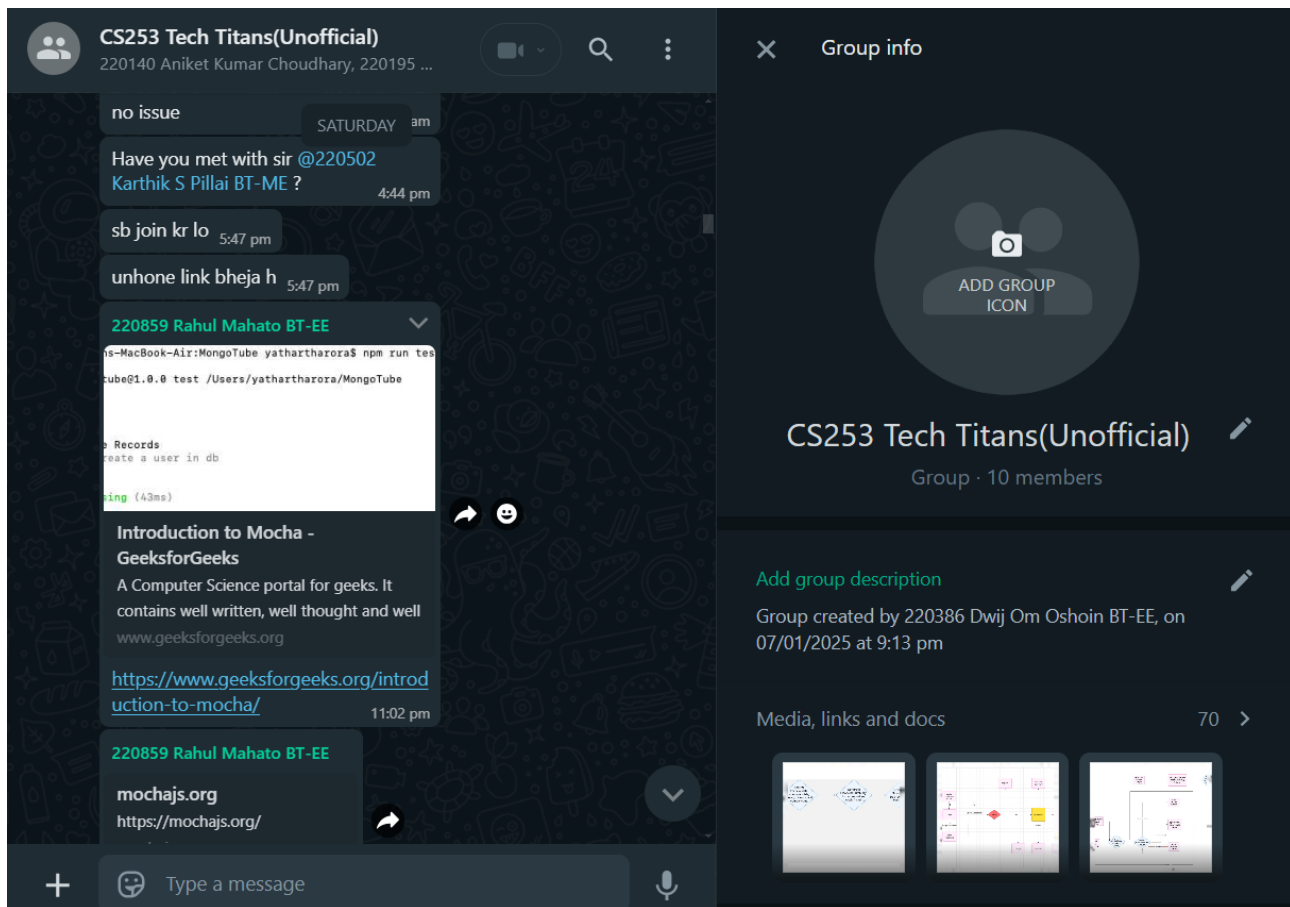 CS253 Tech Titans(Unofficial)
220140 Aniket Kumar Choudhary, 220195 ...
no issue
am
SATURDAY
Have you met with sir @220502
Karthik S Pillai BT-ME ?
4:44 pm
sb join kr lo 5:47 pm
unhone link bheja h 5:47 pm
220859 Rahul Mahato BT-EE
ns-MacBook-Air:MongoTube yathartharora$ npm run tes
tube@1.0.0 test /Users/yathartharora/MongoTube
e Records
reate a user in db
sing (43ms)
Introduction to Mocha -
GeeksforGeeks
A Computer Science portal for geeks. It
contains well written, well thought and well
www.geeksforgeeks.org
https://www.geeksforgeeks.org/introd
uction-to-mocha/
11:02 pm
220859 Rahul Mahato BT-EE
mochajs.org
https://mochajs.org/
Type a message
Group info
ADD GROUP
ICON
CS253 Tech Titans(Unofficial)
Group · 10 members
Add group description
Group created by 220386 Dwij Om Oshoin BT-EE, on
07/01/2025 at 9:13 pm
Media, links and docs
70